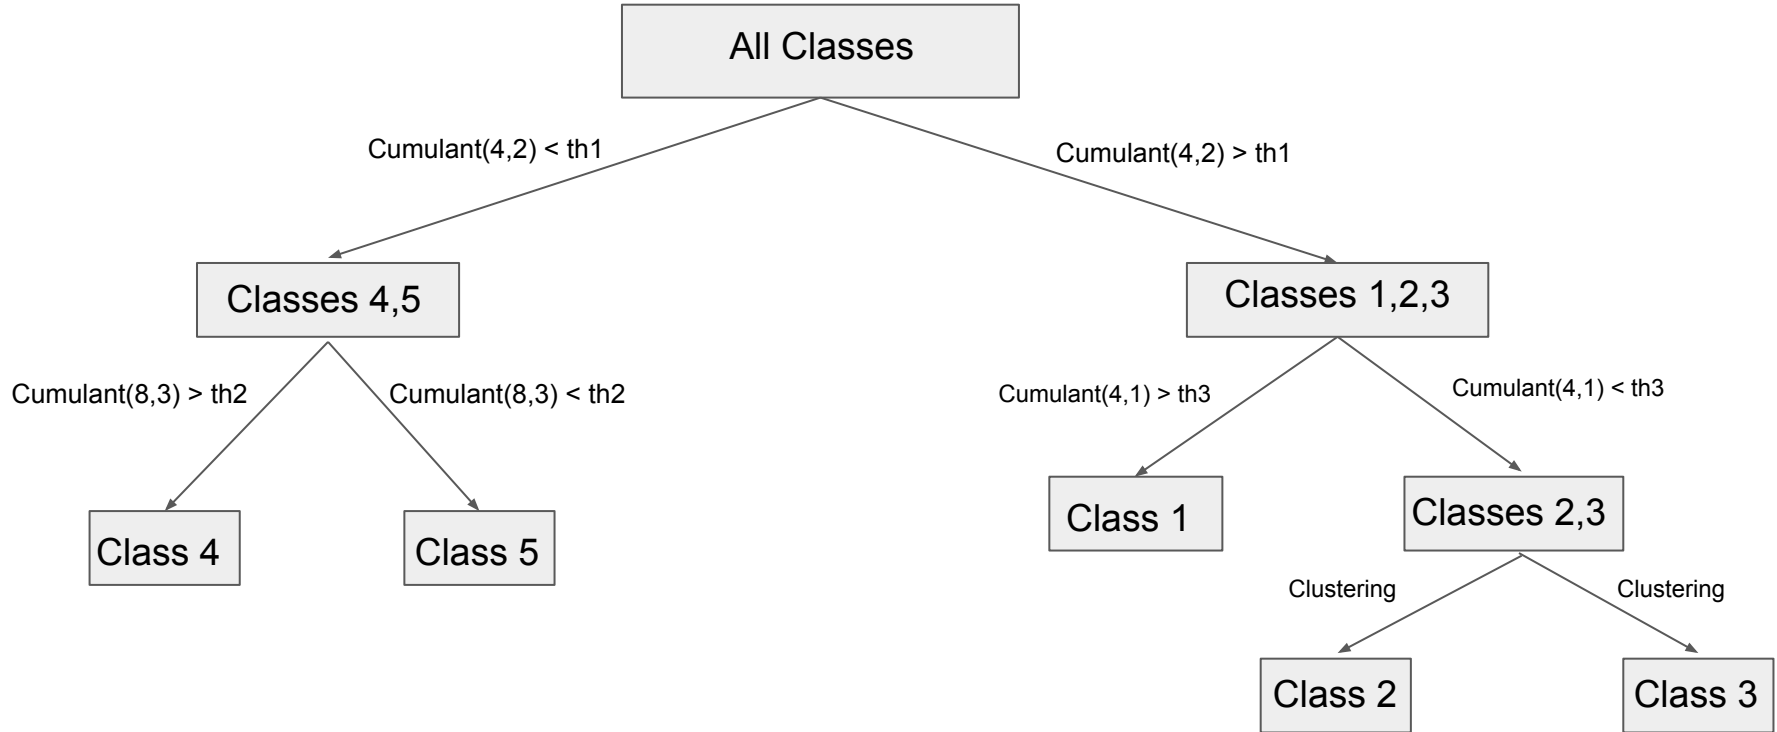 All Classes
Cumulant(4,2) < th1
Cumulant(4,2) > th1
Classes 4,5
Classes 1,2,3
Cumulant(8,3) > th2
Cumulant(8,3) < th2
Cumulant(4,1) > th3
Cumulant(4,1) < th3
Class 4
Class 5
Class 1
Classes 2,3
Clustering
Clustering
Class 2
Class 3